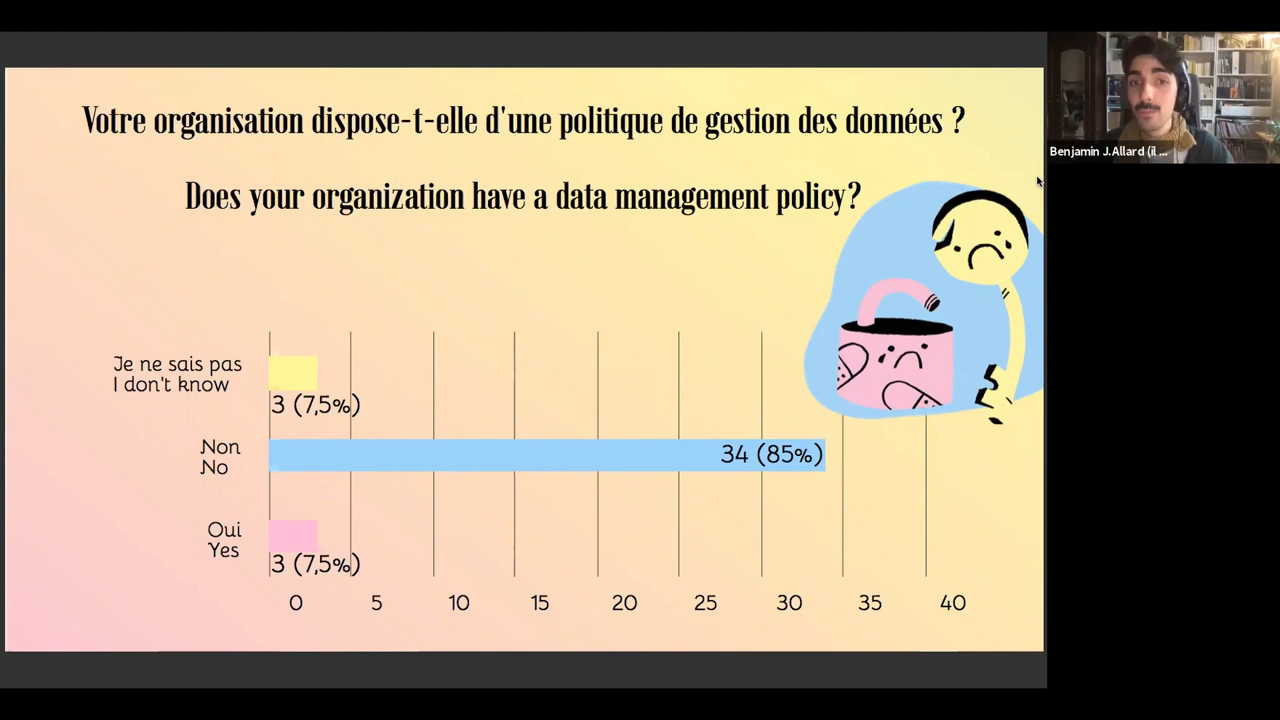 Votre organisation dispose-t-elle d'une politique de gestion des données ?
Does your organization have a data management policy?
Je ne sais pas
I don't know
3 (7,5%)
Non
No
34 (85%)
Oui
Yes
3 (7,5%)
0 5 10 15 20 25 30 35 40
Benjamin J.Allard (il ...